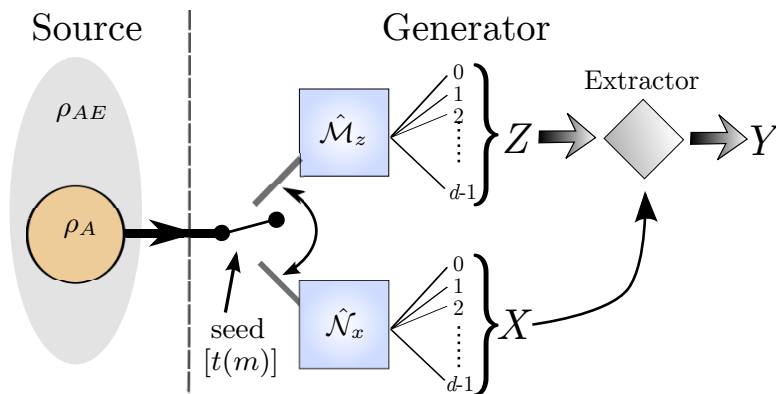 Source
Generator
ρ_AE
ρ_A
seed
[t(m)]
ℳ̂_z
0
1
2
d-1
Z
Extractor
Y
𝒩̂_x
0
1
2
d-1
X